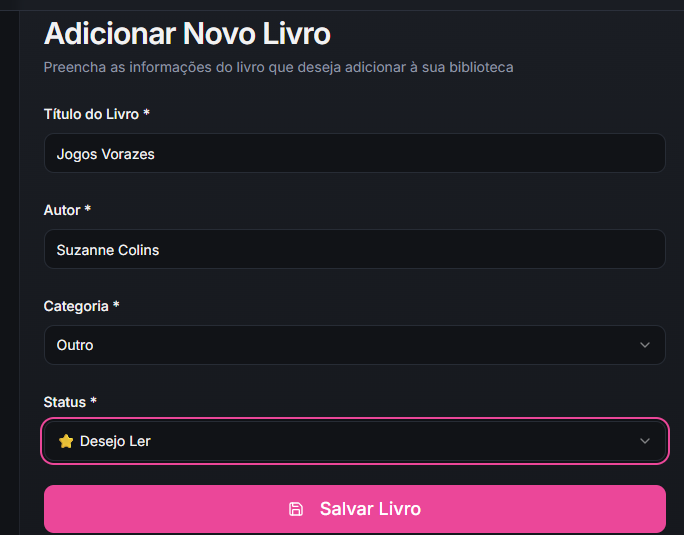 Adicionar Novo Livro
Preencha as informações do livro que deseja adicionar à sua biblioteca
Título do Livro *
Jogos Vorazes
Autor *
Suzanne Colins
Categoria *
Outro
Status *
⭐ Desejo Ler
Salvar Livro